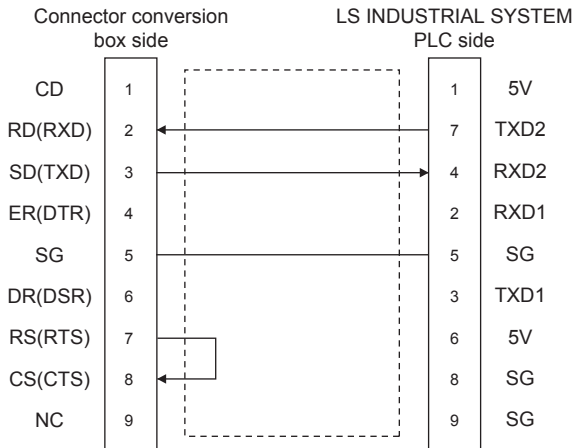 Connector conversion box side
LS INDUSTRIAL SYSTEM PLC side
CD 1 1 5V
RD(RXD) 2 7 TXD2
SD(TXD) 3 4 RXD2
ER(DTR) 4 2 RXD1
SG 5 5 SG
DR(DSR) 6 3 TXD1
RS(RTS) 7 6 5V
CS(CTS) 8 8 SG
NC 9 9 SG